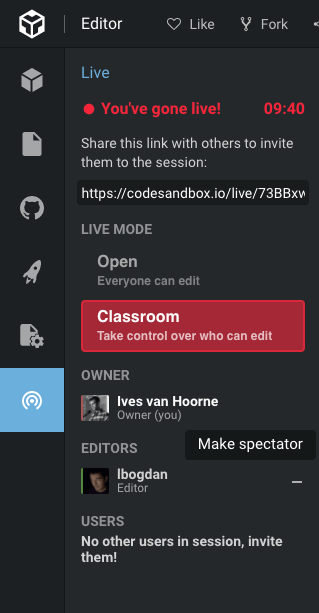 Editor
Like
Fork
Live
You've gone live!
09:40
Share this link with others to invite
them to the session:
https://codesandbox.io/live/73BBxw
LIVE MODE
Open
Everyone can edit
Classroom
Take control over who can edit
OWNER
Ives van Hoorne
Owner (you)
EDITORS
Make spectator
lbogdan
Editor
USERS
No other users in session, invite
them!